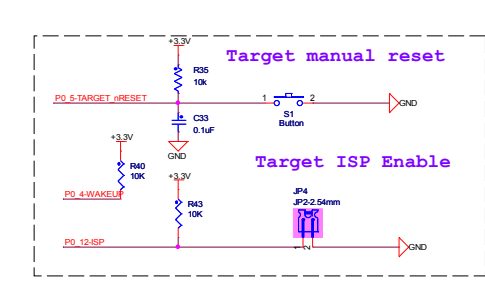 +3.3V
Target manual reset
R35
10k
P0_5-TARGET_nRESET
1
2
GND
C33
0.1uF
S1
Button
+3.3V
GND
Target ISP Enable
R40
10K
+3.3V
P0_4-WAKEUP
JP4
JP2-2.54mm
R43
10K
P0_12-ISP
1
2
GND